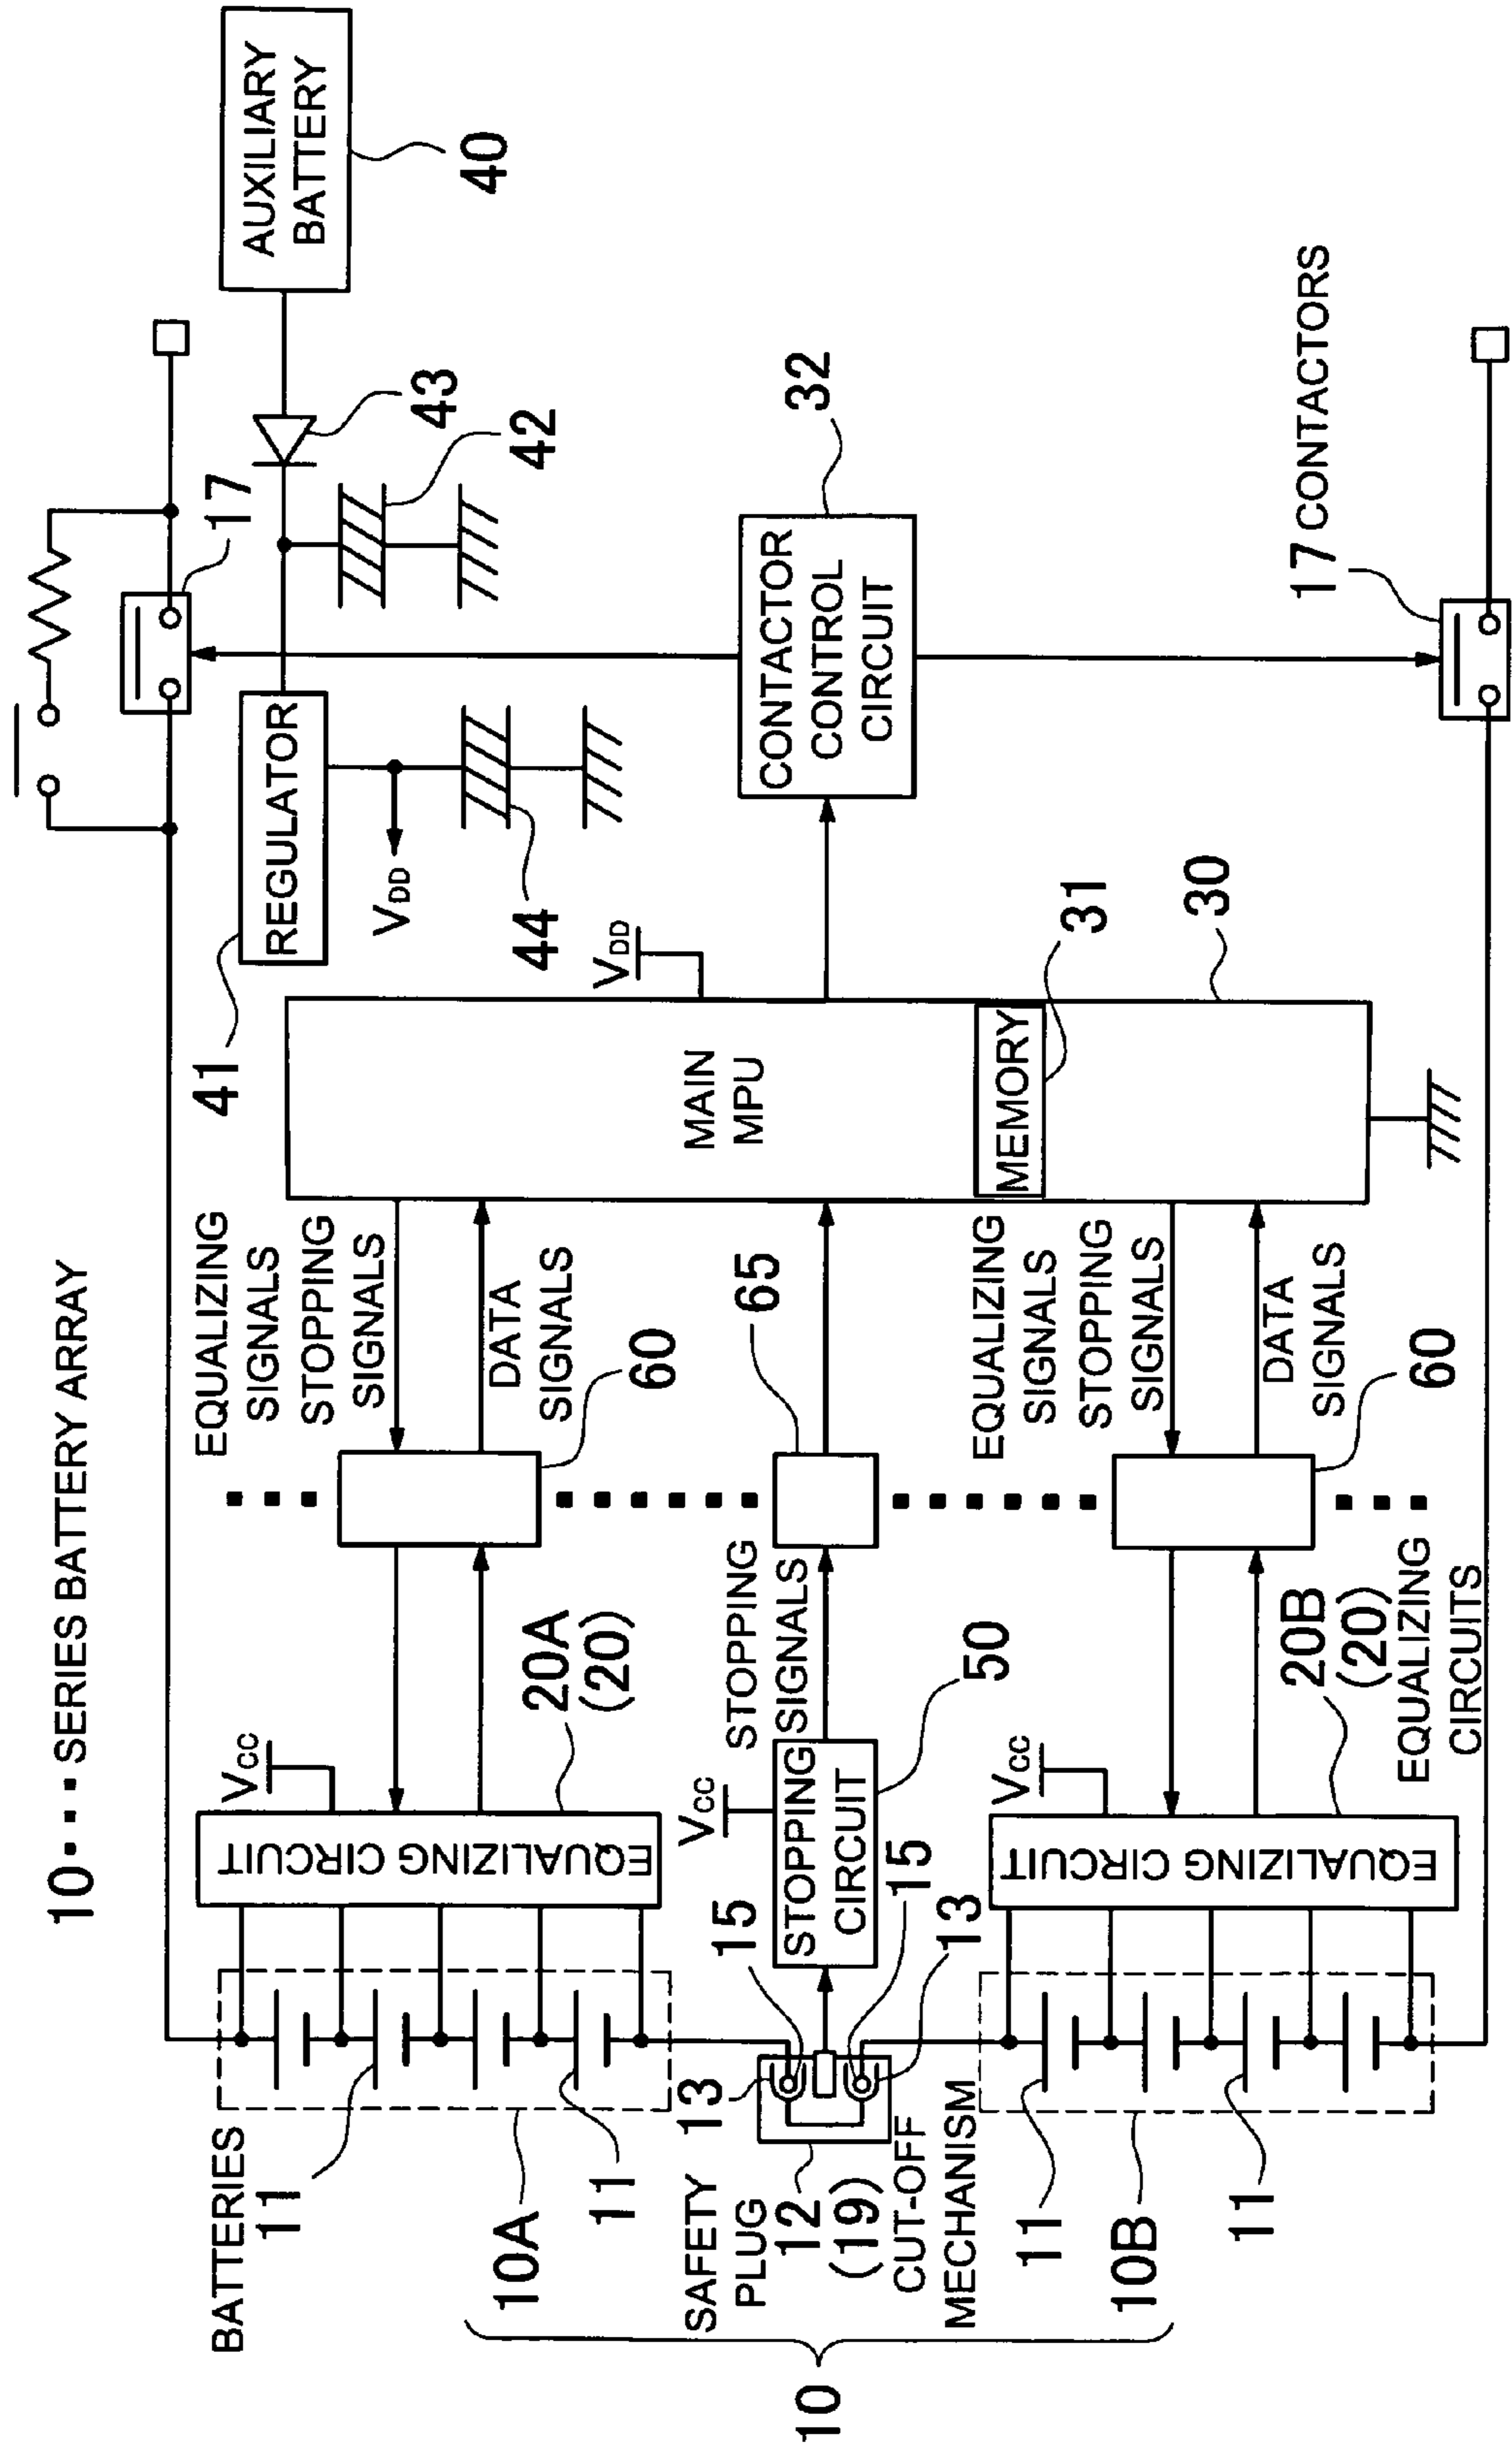 10 ··· SERIES BATTERY ARRAY
BATTERIES
11
10A
11
SAFETY
PLUG
13
12
(19)
CUT-OFF
MECHANISM
11
10B
11
10
15
15
13
EQUALIZING CIRCUIT
VCC
20A
(20)
STOPPING
CIRCUIT
VCC
50
STOPPING
SIGNALS
EQUALIZING CIRCUIT
VCC
20B
(20)
EQUALIZING
CIRCUITS
EQUALIZING
SIGNALS
STOPPING
SIGNALS
DATA
SIGNALS
60
65
EQUALIZING
SIGNALS
STOPPING
SIGNALS
DATA
SIGNALS
60
MAIN
MPU
MEMORY
31
30
VDD
41
REGULATOR
VDD
44
17
42
43
AUXILIARY
BATTERY
40
CONTACTOR
CONTROL
CIRCUIT
32
17 CONTACTORS